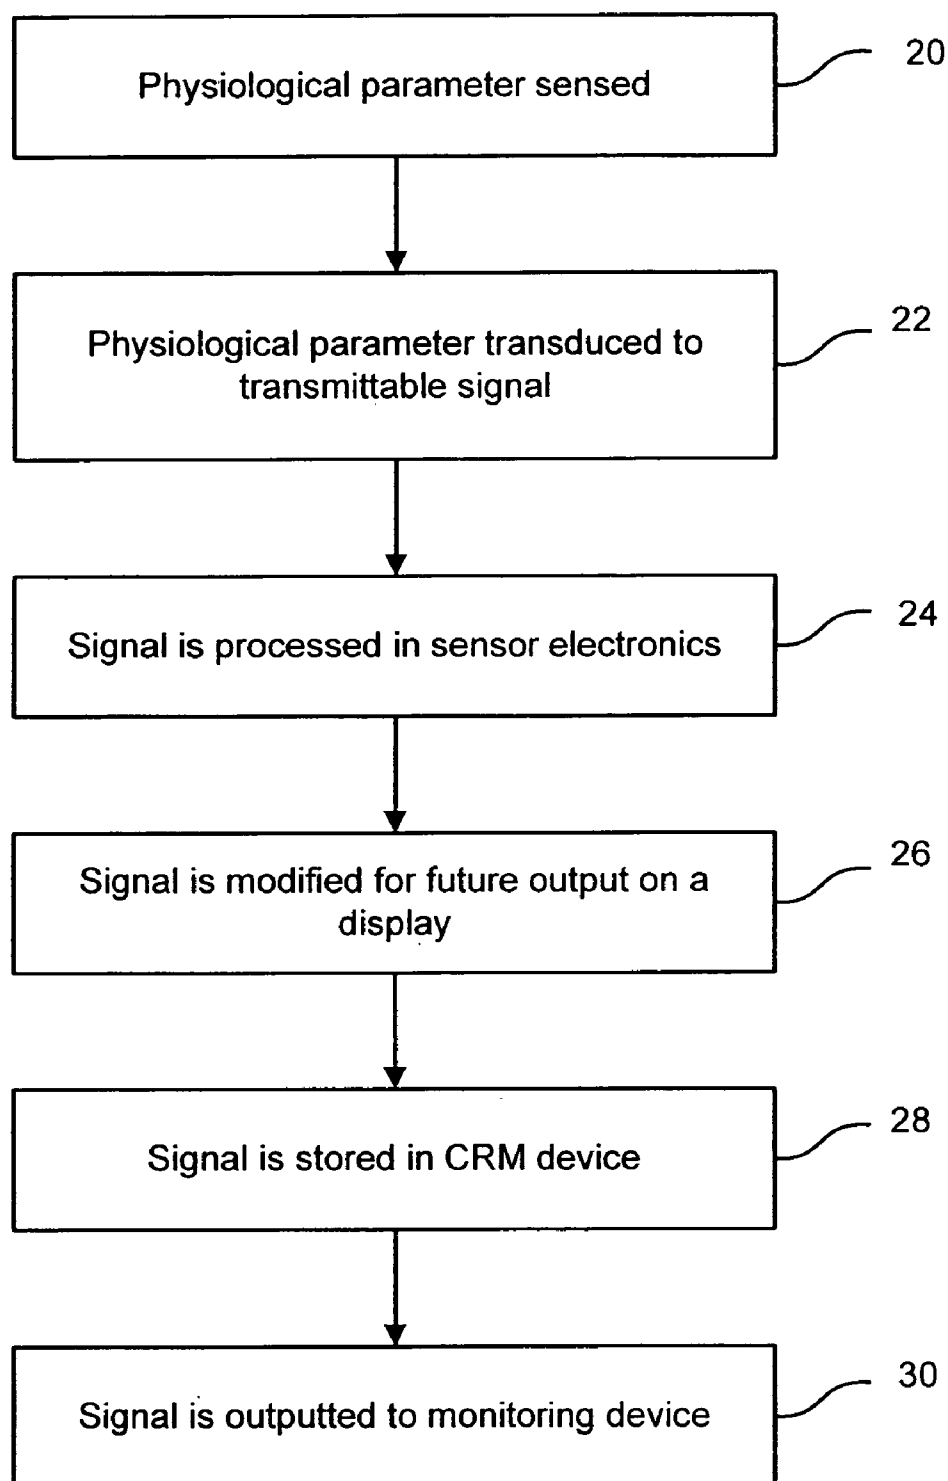 Physiological parameter sensed
20
Physiological parameter transduced to
transmittable signal
22
Signal is processed in sensor electronics
24
Signal is modified for future output on a
display
26
Signal is stored in CRM device
28
Signal is outputted to monitoring device
30